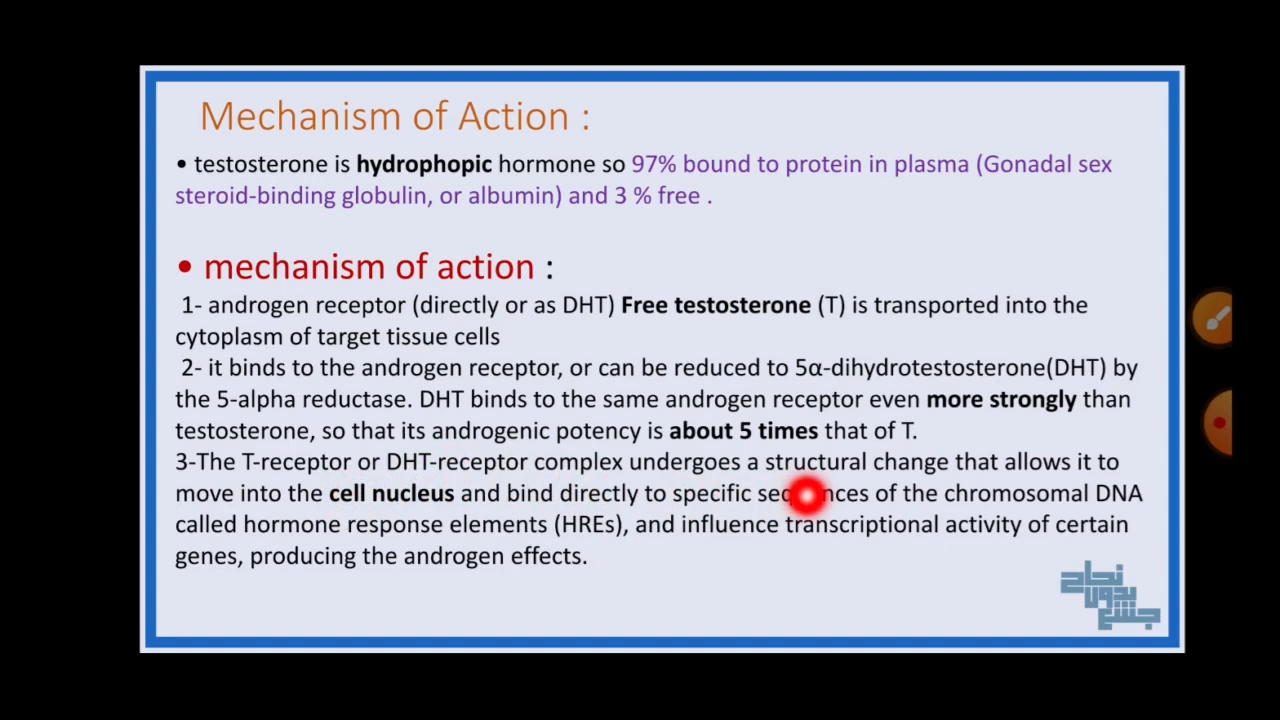 Mechanism of Action :
• testosterone is hydrophopic hormone so 97% bound to protein in plasma (Gonadal sex
steroid-binding globulin, or albumin) and 3 % free .
• mechanism of action :
1- androgen receptor (directly or as DHT) Free testosterone (T) is transported into the
cytoplasm of target tissue cells
2- it binds to the androgen receptor, or can be reduced to 5α-dihydrotestosterone(DHT) by
the 5-alpha reductase. DHT binds to the same androgen receptor even more strongly than
testosterone, so that its androgenic potency is about 5 times that of T.
3-The T-receptor or DHT-receptor complex undergoes a structural change that allows it to
move into the cell nucleus and bind directly to specific sequences of the chromosomal DNA
called hormone response elements (HREs), and influence transcriptional activity of certain
genes, producing the androgen effects.
نجاح
بدون